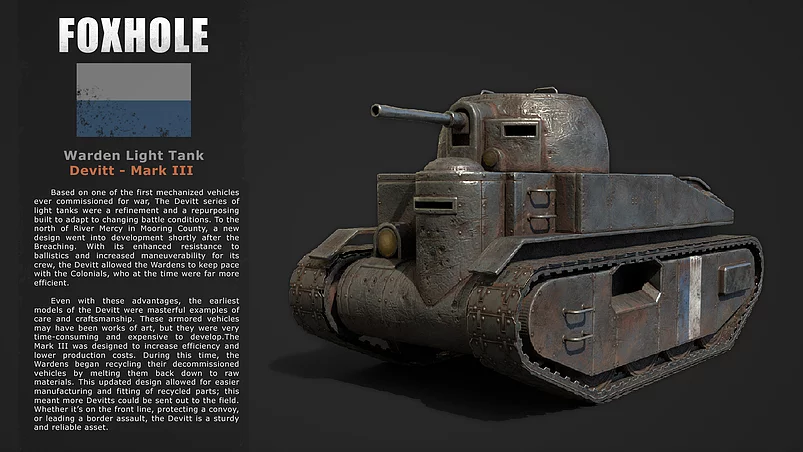 FOXHOLE
Warden Light Tank
Devitt - Mark III
Based on one of the first mechanized vehicles
ever commissioned for war, The Devitt series of
light tanks were a refinement and a repurposing
built to adapt to changing battle conditions. To the
north of River Mercy in Mooring County, a new
design went into development shortly after the
Breaching. With its enhanced resistance to
ballistics and increased maneuverability for its
crew, the Devitt allowed the Wardens to keep pace
with the Colonials, who at the time were far more
efficient.
Even with these advantages, the earliest
models of the Devitt were masterful examples of
care and craftsmanship. These armored vehicles
may have been works of art, but they were very
time-consuming and expensive to develop.The
Mark III was designed to increase efficiency and
lower production costs. During this time, the
Wardens began recycling their decommissioned
vehicles by melting them back down to raw
materials. This updated design allowed for easier
manufacturing and fitting of recycled parts; this
meant more Devitts could be sent out to the field.
Whether it's on the front line, protecting a convoy,
or leading a border assault, the Devitt is a sturdy
and reliable asset.